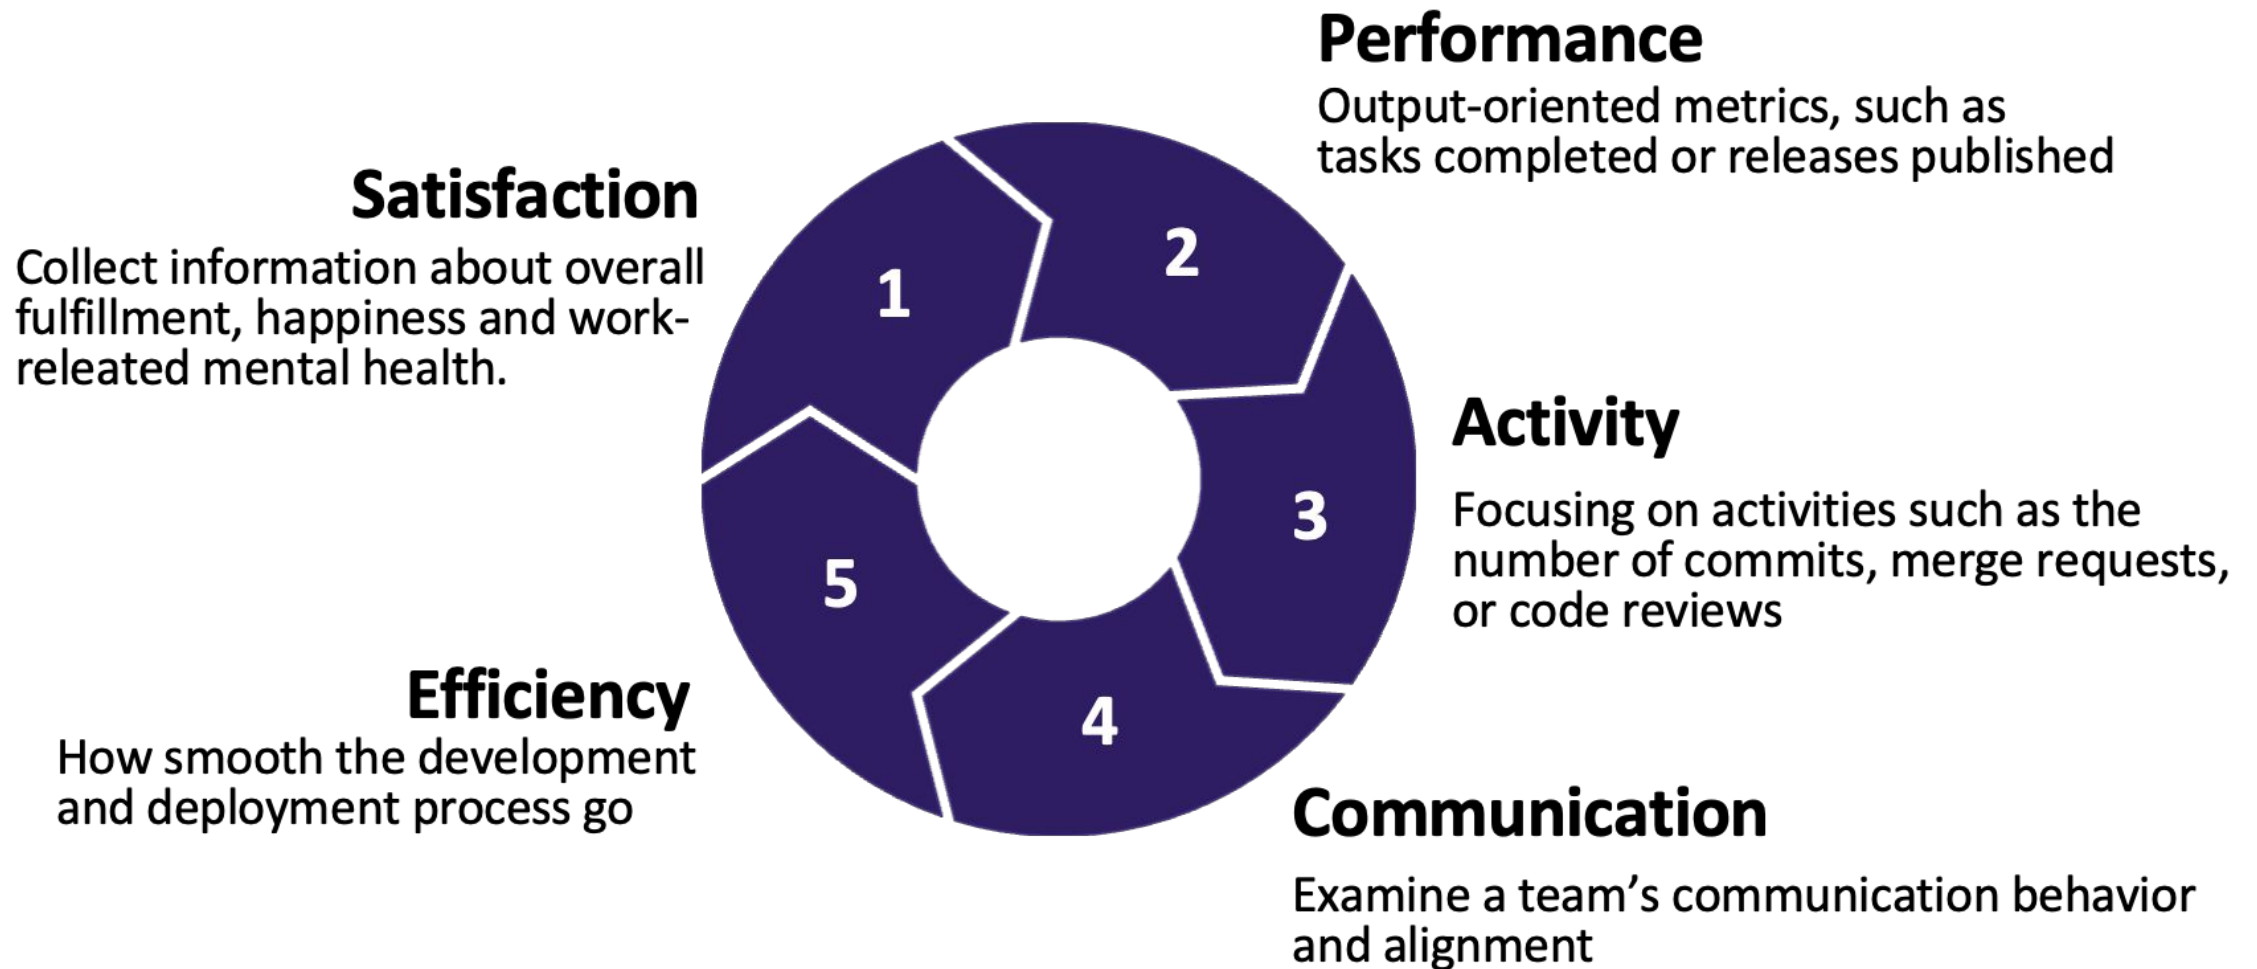 Satisfaction
Collect information about overall
fulfillment, happiness and work-
releated mental health.
1
Performance
Output-oriented metrics, such as
tasks completed or releases published
2
Activity
Focusing on activities such as the
number of commits, merge requests,
or code reviews
3
Communication
Examine a team’s communication behavior
and alignment
4
Efficiency
How smooth the development
and deployment process go
5